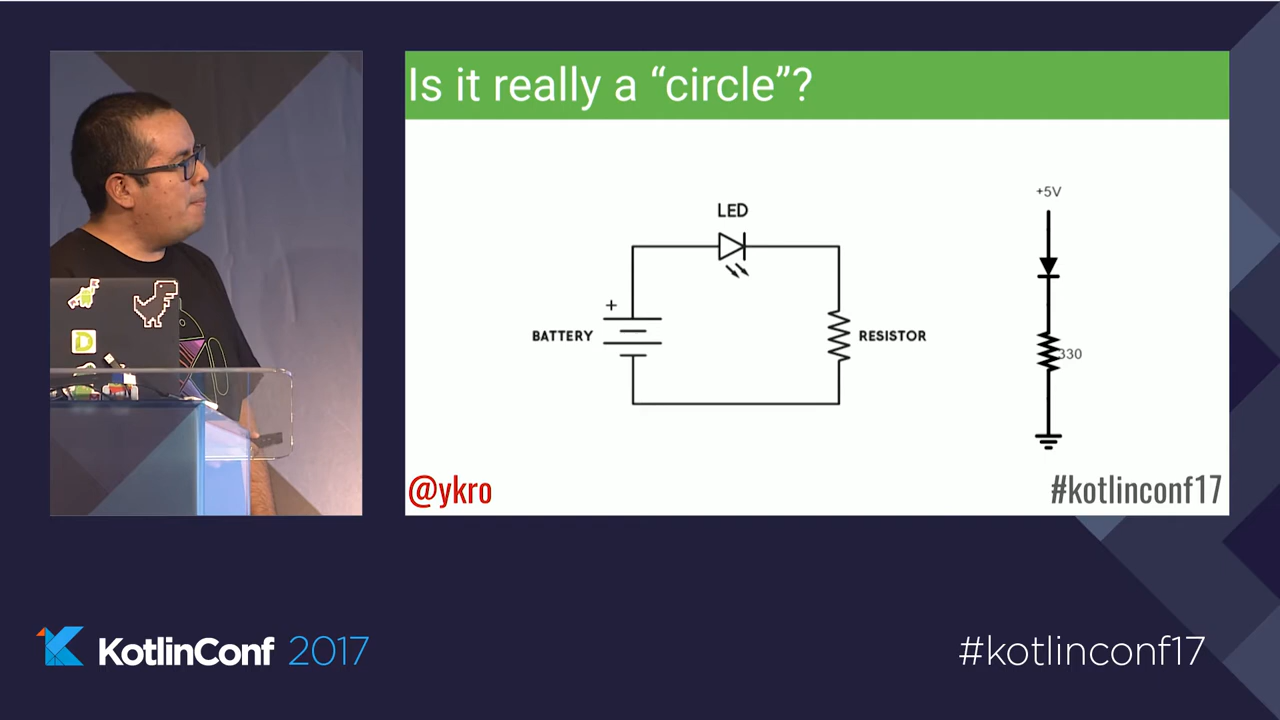 Is it really a “circle”?
LED
+5V
+
BATTERY
RESISTOR
330
@ykro
#kotlinconf17
D
KotlinConf 2017
#kotlinconf17